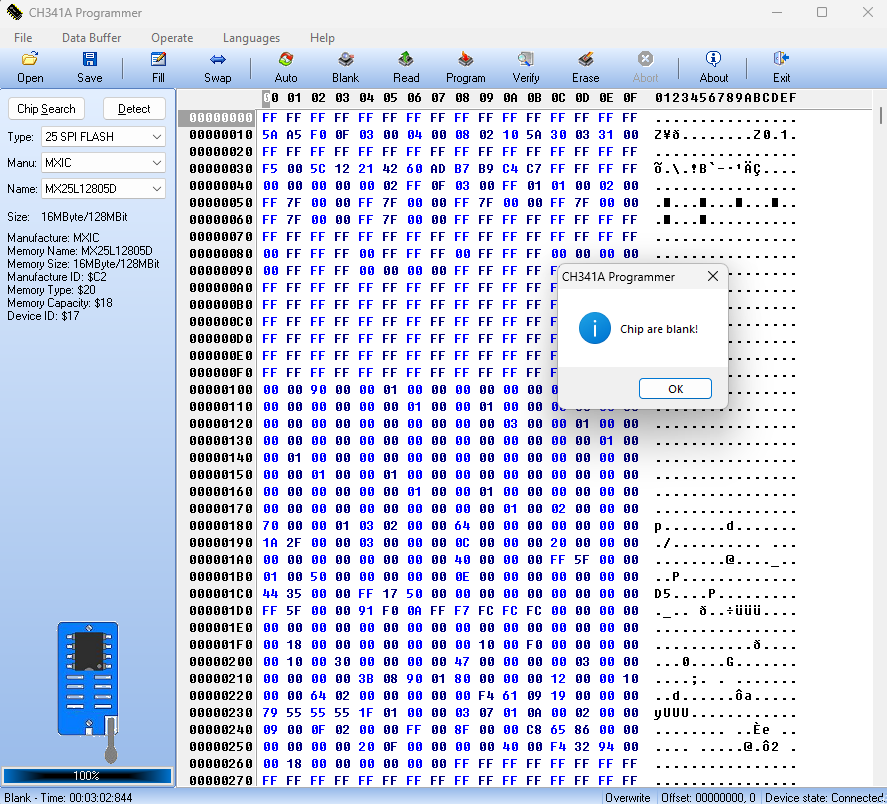 CH341A Programmer
File Data Buffer Operate Languages Help
Open Save Fill Swap Auto Blank Read Program Verify Erase Abort About Exit
Chip Search Detect
Type: 25 SPI FLASH
Manu: MXIC
Name: MX25L12805D
Size: 16MByte/128MBit
Manufacture: MXIC
Memory Name: MX25L12805D
Memory Size: 16MByte/128MBit
Manufacture ID: $C2
Memory Type: $20
Memory Capacity: $18
Device ID: $17
00 01 02 03 04 05 06 07 08 09 0A 0B 0C 0D 0E 0F 0123456789ABCDEF
00000000 FF FF FF FF FF FF FF FF FF FF FF FF FF FF FF FF ................
00000010 5A A5 F0 0F 03 00 04 00 08 02 10 5A 30 03 31 00 Z¥ð........Z0.1.
00000020 FF FF FF FF FF FF FF FF FF FF FF FF FF FF FF FF ................
00000030 F5 00 5C 12 21 42 60 AD B7 B9 C4 C7 FF FF FF FF õ.\.!B`-·¹ÄÇ....
00000040 00 00 00 00 00 02 FF 0F 03 00 FF 01 01 00 02 00 ................
00000050 FF 7F 00 00 FF 7F 00 00 FF 7F 00 00 FF 7F 00 00
00000060 FF 7F 00 00 FF 7F 00 00 FF FF FF FF FF FF FF FF
00000070 FF FF FF FF FF FF FF FF FF FF FF FF FF FF FF FF ................
00000080
00000090 FF FF FF FF 00 00 00 00 FF FF FF FF
000000A0 FF FF FF FF FF FF FF FF FF FF FF FF
000000B0 FF FF FF FF FF FF FF FF FF FF FF FF
000000C0 FF FF FF FF FF FF FF FF FF FF FF FF
000000D0 FF FF FF FF FF FF FF FF FF FF FF FF
000000E0 FF FF FF FF FF FF FF FF FF FF FF FF
000000F0 FF FF FF FF FF FF FF FF FF FF FF FF
00000100 00 00 90 00 00 01 00 00 00 00 00 00
00000110 00 00 00 00 00 00 01 00 00 01 00 00 00 00 00 00
00000120 00 00 00 00 00 00 00 00 00 00 03 00 00 01 00 00 ................
00000130 00 00 00 00 00 00 00 00 00 00 00 00 00 00 01 00 ................
00000140 00 01 00 00 00 00 00 00 00 00 00 00 00 00 00 00 ................
00000150 00 00 01 00 00 01 00 00 00 00 00 00 00 00 00 00 ................
00000160 00 00 00 00 00 00 01 00 00 01 00 00 00 00 00 00 ................
00000170 00 00 00 00 00 00 00 00 00 00 01 00 02 00 00 00 ................
00000180 70 00 00 01 03 02 00 00 64 00 00 00 00 00 00 00 p.......d.......
00000190 1A 2F 00 00 03 00 00 00 0C 00 00 00 20 00 00 00 ./.......... ...
000001A0 00 00 00 00 00 00 00 00 40 00 00 00 FF 5F 00 00
000001B0 01 00 50 00 00 00 00 00 0E 00 00 00 00 00 00 00 ..P.............
000001C0 44 35 00 00 FF 17 50 00 00 00 00 00 00 00 00 00
000001D0 FF 5F 00 00 91 F0 0A FF F7 FC FC FC 00 00 00 00
000001E0 00 00 00 00 00 00 00 00 00 00 00 00 00 00 00 00 ................
000001F0 00 18 00 00 00 00 00 00 00 10 00 F0 00 00 00 00
00000200 00 10 00 30 00 00 00 00 47 00 00 00 00 03 00 00
00000210 00 00 00 00 3B 08 90 01 80 00 00 00 12 00 00 10
00000220 00 00 64 02 00 00 00 00 00 F4 61 09 19 00 00 00
00000230 79 55 55 55 1F 01 00 00 03 07 01 0A 00 02 00 00 yUUU............
00000240 09 00 0F 02 00 00 FF 00 8F 00 00 C8 65 86 00 00
00000250 00 00 00 00 20 0F 00 00 00 00 40 00 F4 32 94 00
00000260 00 18 00 00 FF FF FF FF FF FF FF FF FF FF FF FF ................
00000270 FF FF FF FF FF FF FF FF FF FF FF FF FF FF FF FF ................
CH341A Programmer
Chip are blank!
OK
100%
Blank - Time: 00:03:02:844 Overwrite Offset: 00000000, 0 Device state: Connected.